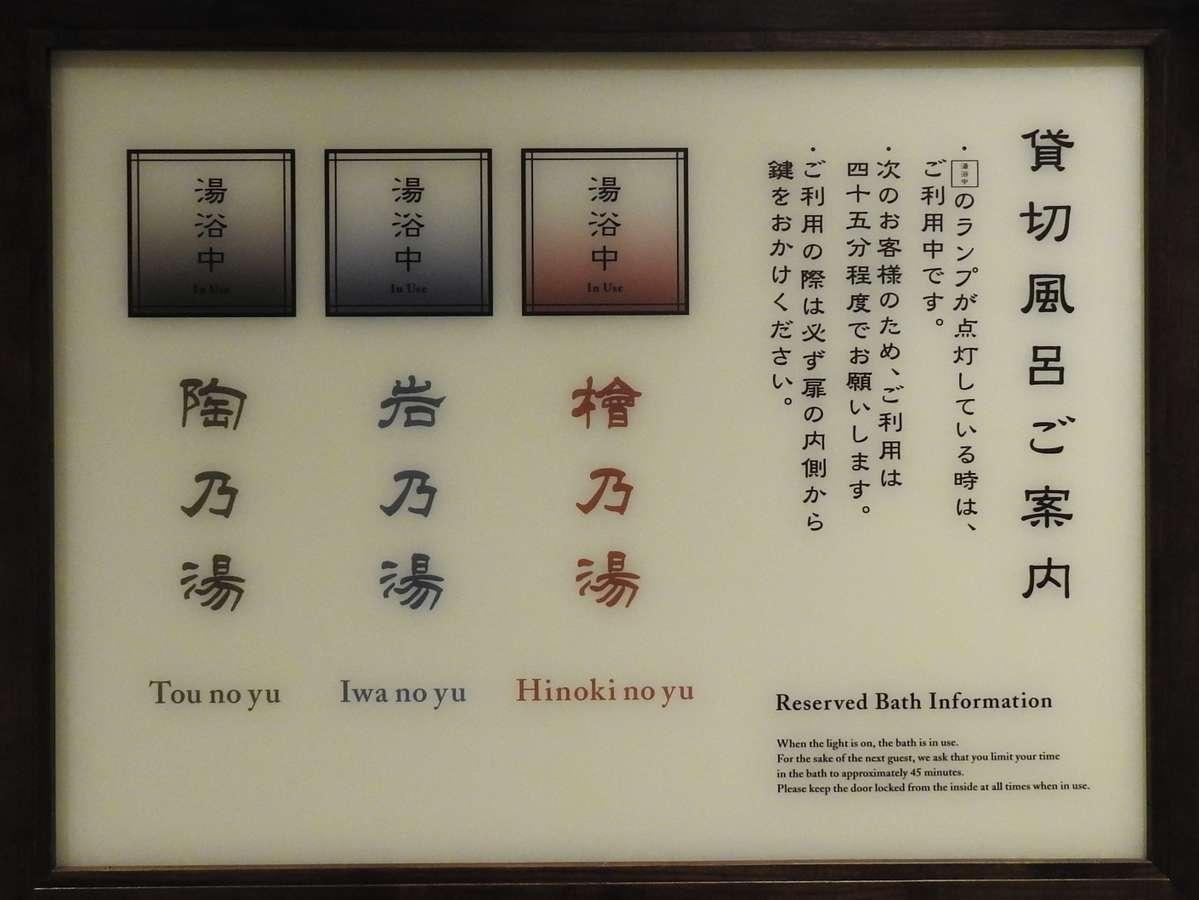 貸切風呂ご案内
・湯浴中のランプが点灯している時は、
ご利用中です。
・次のお客様のため、ご利用は
四十五分程度でお願いします。
・ご利用の際は必ず扉の内側から
鍵をおかけください。
湯浴中
In Use
檜乃湯
Hinoki no yu
湯浴中
In Use
岩乃湯
Iwa no yu
湯浴中
In Use
陶乃湯
Tou no yu
Reserved Bath Information
When the light is on, the bath is in use.
For the sake of the next guest, we ask that you limit your time
in the bath to approximately 45 minutes.
Please keep the door locked from the inside at all times when in use.